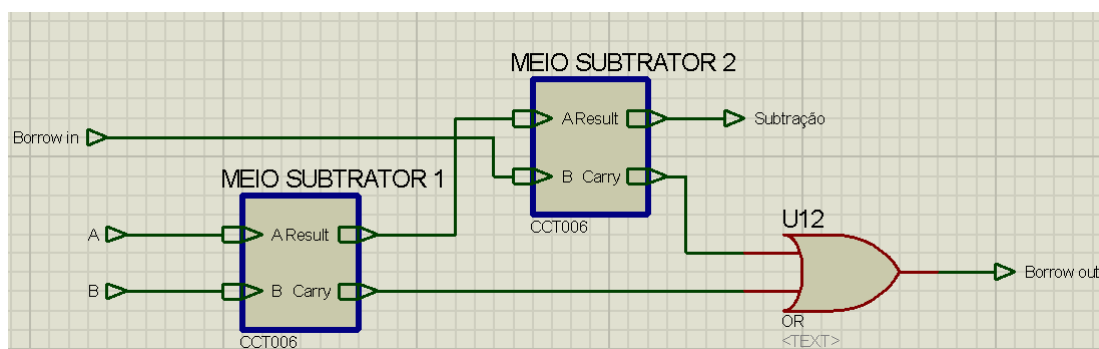 MEIO SUBTRATOR 2
A Result
Subtração
Borrow in
B Carry
MEIO SUBTRATOR 1
CCT006
U12
A
A Result
Borrow out
B
B Carry
OR
CCT006
<TEXT>